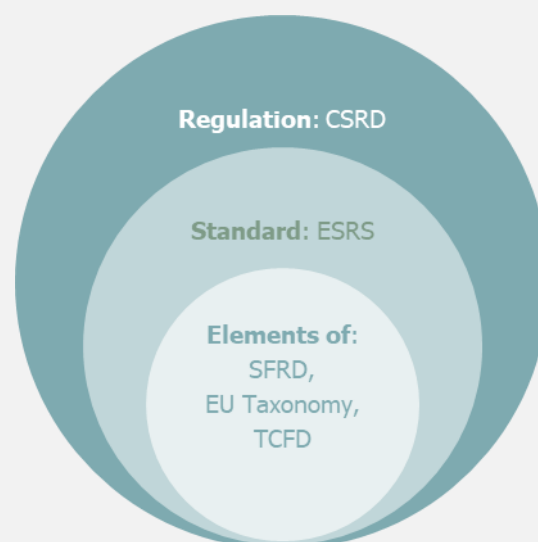 Regulation: CSRD
Standard: ESRS
Elements of:
SFRD,
EU Taxonomy,
TCFD